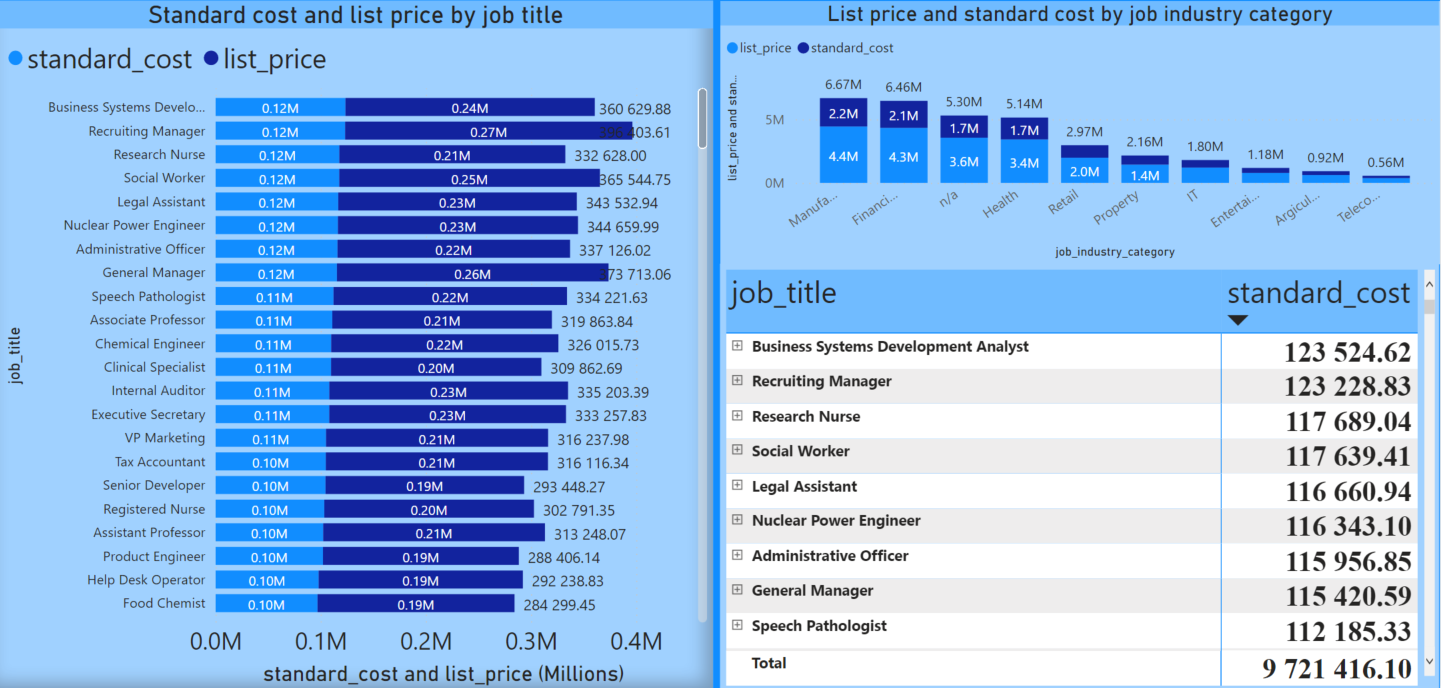 Standard cost and list price by job title
standard_cost list_price
Business Systems Develo... 0.12M 0.24M 360 629.88
Recruiting Manager 0.12M 0.27M 396 403.61
Research Nurse 0.12M 0.21M 332 628.00
Social Worker 0.12M 0.25M 365 544.75
Legal Assistant 0.12M 0.23M 343 532.94
Nuclear Power Engineer 0.12M 0.23M 344 659.99
Administrative Officer 0.12M 0.22M 337 126.02
General Manager 0.12M 0.26M 373 713.06
Speech Pathologist 0.11M 0.22M 334 221.63
Associate Professor 0.11M 0.21M 319 863.84
Chemical Engineer 0.11M 0.22M 326 015.73
Clinical Specialist 0.11M 0.20M 309 862.69
Internal Auditor 0.11M 0.23M 335 203.39
Executive Secretary 0.11M 0.23M 333 257.83
VP Marketing 0.11M 0.21M 316 237.98
Tax Accountant 0.10M 0.21M 316 116.34
Senior Developer 0.10M 0.19M 293 448.27
Registered Nurse 0.10M 0.20M 302 791.35
Assistant Professor 0.10M 0.21M 313 248.07
Product Engineer 0.10M 0.19M 288 406.14
Help Desk Operator 0.10M 0.19M 292 238.83
Food Chemist 0.10M 0.19M 284 299.45
job_title
0.0M 0.1M 0.2M 0.3M 0.4M
standard_cost and list_price (Millions)
List price and standard cost by job industry category
list_price standard_cost
list_price and stan...
5M
0M
6.67M 6.46M 5.30M 5.14M 2.97M 2.16M 1.80M 1.18M 0.92M 0.56M
2.2M 2.1M 1.7M 1.7M
4.4M 4.3M 3.6M 3.4M 2.0M 1.4M
Manufa... Financi... n/a Health Retail Property IT Entertai... Argicul... Teleco...
job_industry_category
job_title standard_cost
Business Systems Development Analyst 123 524.62
Recruiting Manager 123 228.83
Research Nurse 117 689.04
Social Worker 117 639.41
Legal Assistant 116 660.94
Nuclear Power Engineer 116 343.10
Administrative Officer 115 956.85
General Manager 115 420.59
Speech Pathologist 112 185.33
Total 9 721 416.10